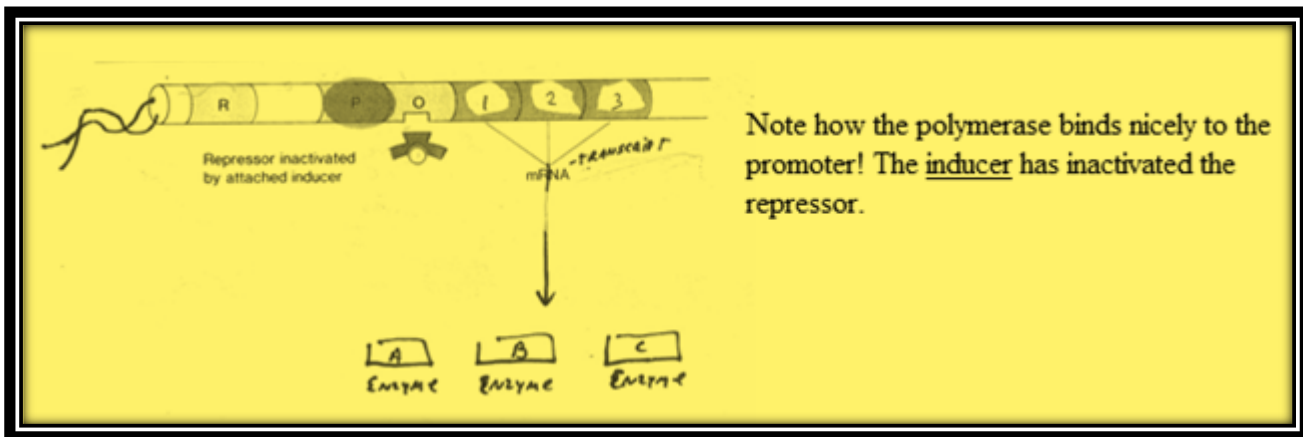 R P O 1 2 3
Note how the polymerase binds nicely to the
promoter! The inducer has inactivated the
repressor.
Repressor inactivated
by attached inducer
mRNA
-TRANSCRIPT
A B C
Enzyme Enzyme Enzyme